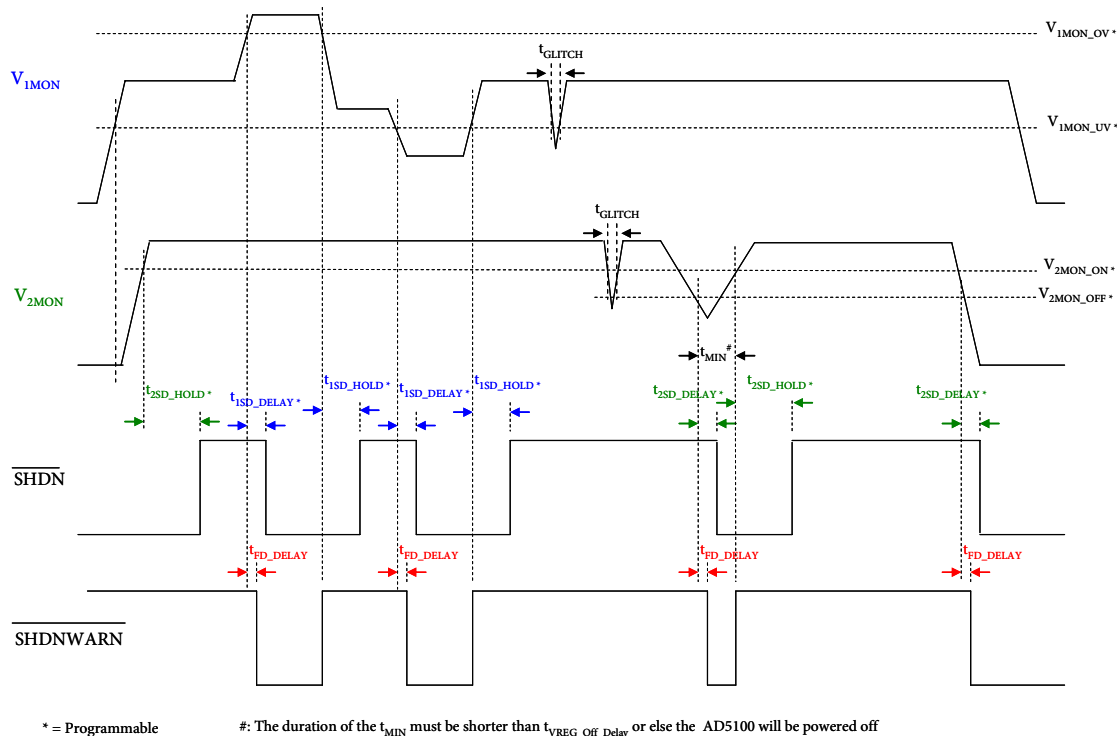 V1MON_OV*
tGLITCH
V1MON
V1MON_UV*
tGLITCH
V2MON_ON*
V2MON
V2MON_OFF*
tMIN#
t2SD_HOLD* t1SD_DELAY* t1SD_HOLD* t1SD_DELAY* t1SD_HOLD* t2SD_DELAY* t2SD_HOLD* t2SD_DELAY*
SHDN
tFD_DELAY tFD_DELAY tFD_DELAY tFD_DELAY
SHDNWARN
* = Programmable #: The duration of the tMIN must be shorter than tVREG_Off_Delay or else the AD5100 will be powered off